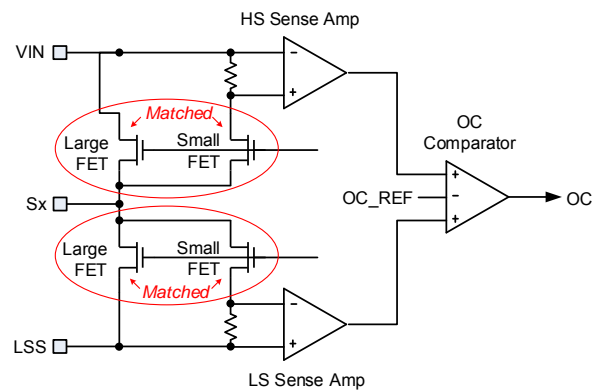 HS Sense Amp
VIN
−
+
Matched
Large
FET
Small
FET
OC
Comparator
Sx
OC_REF
+
−
+
OC
Large
FET
Small
FET
Matched
−
+
LSS
LS Sense Amp